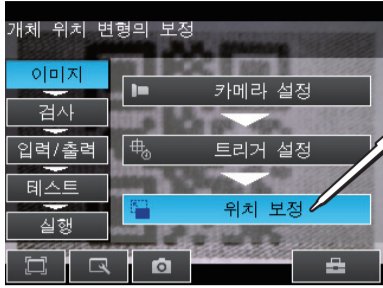 개체 위치 변형의 보정
이미지
검사
입력/출력
테스트
실행
카메라 설정
트리거 설정
위치 보정